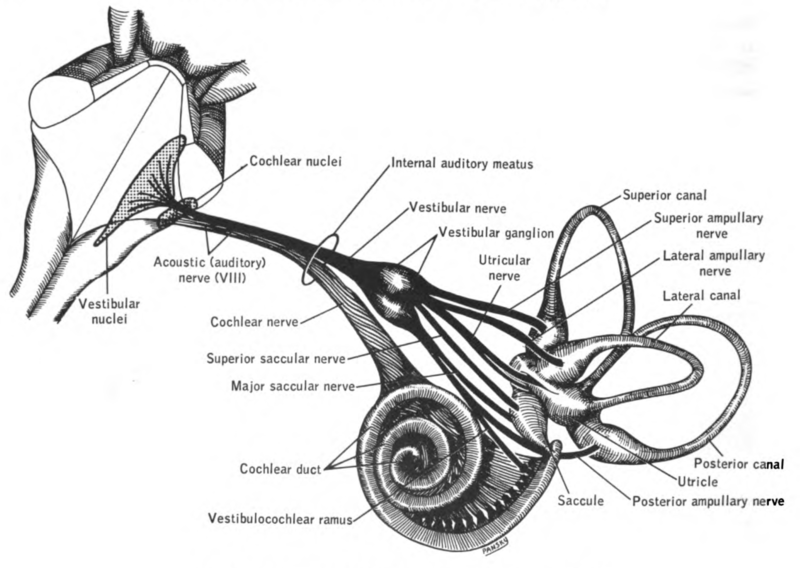 Cochlear nuclei
Internal auditory meatus
Vestibular nerve
Vestibular ganglion
Utricular
nerve
Superior canal
Superior ampullary
nerve
Lateral ampullary
nerve
Lateral canal
Acoustic (auditory)
nerve (VIII)
Vestibular
nuclei
Cochlear nerve
Superior saccular nerve
Major saccular nerve
Cochlear duct
Vestibulocochlear ramus
Saccule
Posterior canal
Utricle
Posterior ampullary nerve
PANSKY